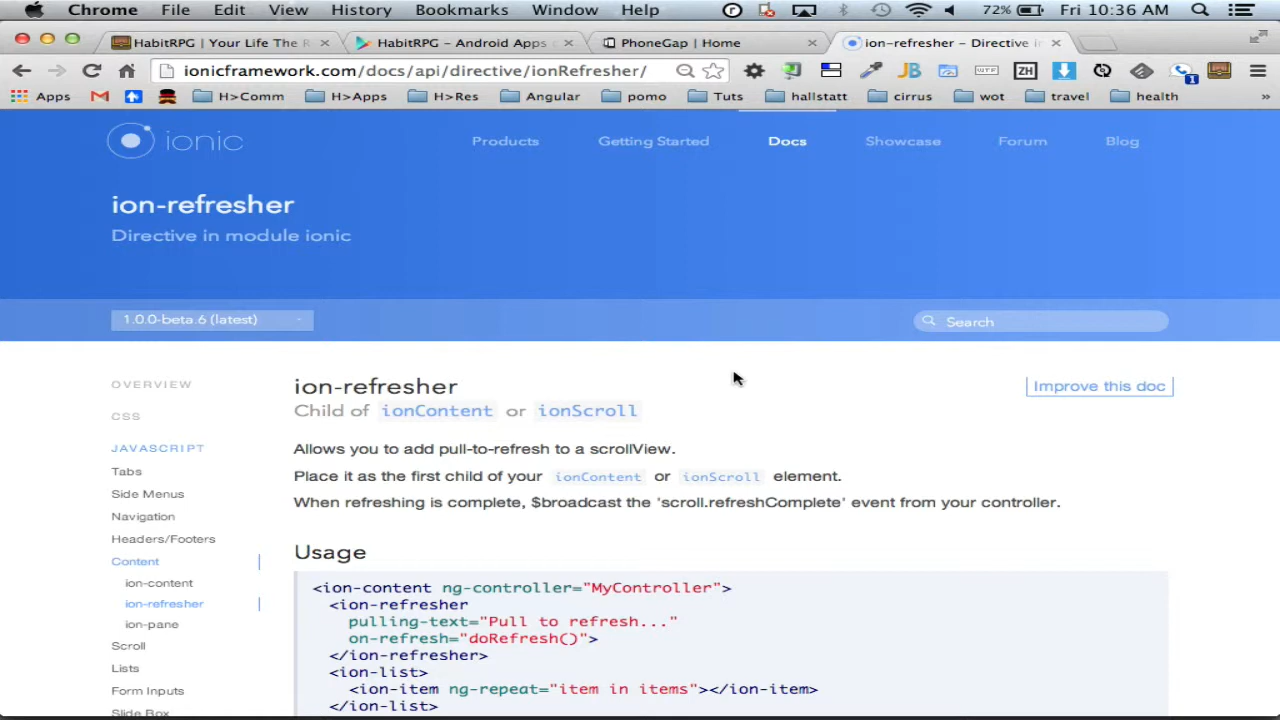 Chrome File Edit View History Bookmarks Window Help 72% Fri 10:36 AM
HabitRPG | Your Life The R HabitRPG - Android Apps PhoneGap | Home ion-refresher - Directive in
ionicframework.com/docs/api/directive/ionRefresher/ JB ZH 1
Apps H>Comm H>Apps H>Res Angular pomo Tuts hallstatt cirrus wot travel health »
ionic Products Getting Started Docs Showcase Forum Blog
ion-refresher
Directive in module ionic
1.0.0-beta.6 (latest) Search
OVERVIEW
CSS
JAVASCRIPT
Tabs
Side Menus
Navigation
Headers/Footers
Content
ion-content
ion-refresher
ion-pane
Scroll
Lists
Form Inputs
Slide Box
ion-refresher
Improve this doc
Child of ionContent or ionScroll
Allows you to add pull-to-refresh to a scrollView.
Place it as the first child of your ionContent or ionScroll element.
When refreshing is complete, $broadcast the 'scroll.refreshComplete' event from your controller.
Usage
<ion-content ng-controller="MyController">
<ion-refresher
pulling-text="Pull to refresh..."
on-refresh="doRefresh()">
</ion-refresher>
<ion-list>
<ion-item ng-repeat="item in items"></ion-item>
</ion-list>